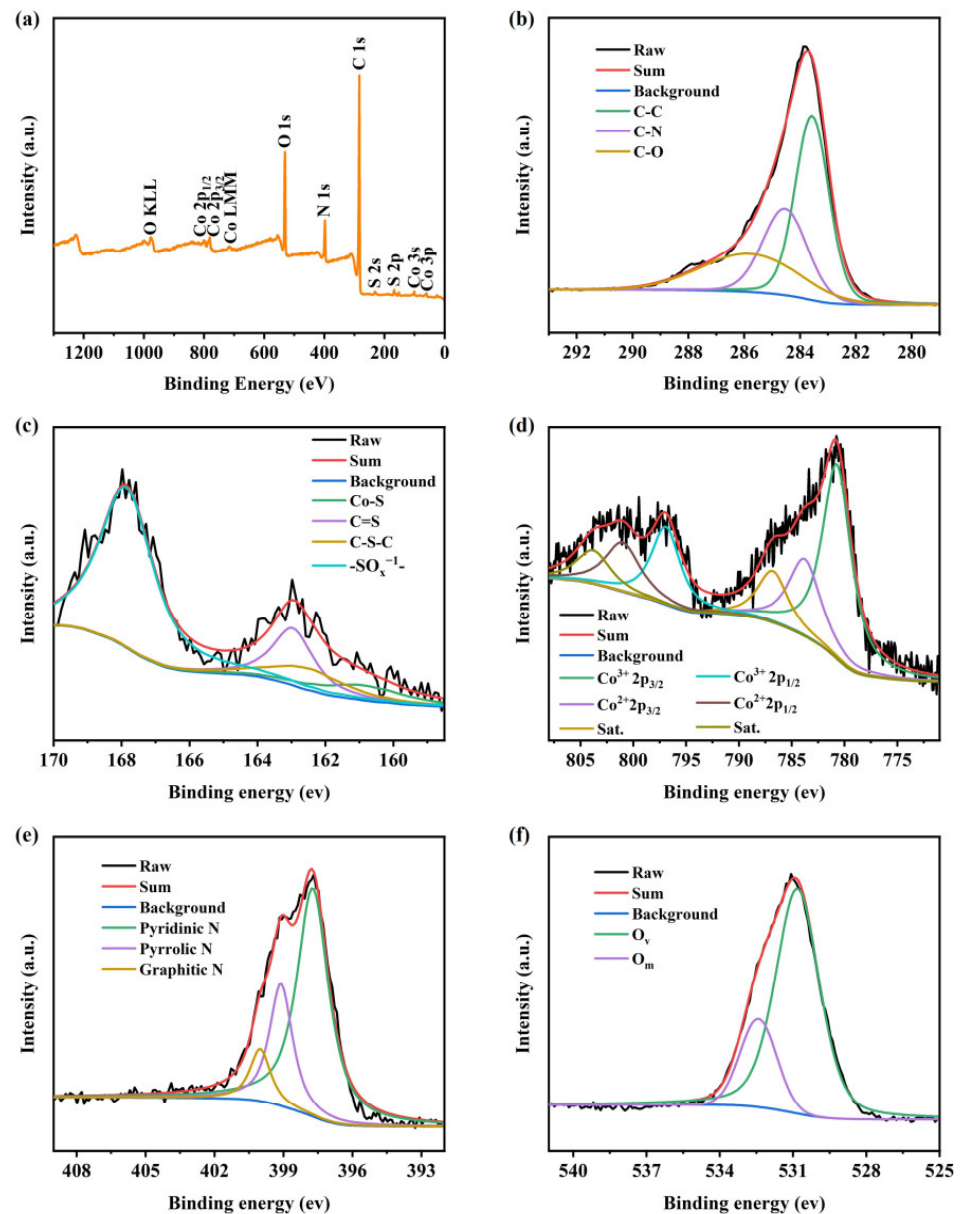 (a)
Intensity (a.u.)
O KLL
Co 2p1/2
Co 2p3/2
Co LMM
O 1s
N 1s
C 1s
S 2s
S 2p
Co 3s
Co 3p
1200 1000 800 600 400 200 0
Binding Energy (eV)
(b)
Intensity (a.u.)
Raw
Sum
Background
C-C
C-N
C-O
292 290 288 286 284 282 280
Binding energy (ev)
(c)
Intensity (a.u.)
Raw
Sum
Background
Co-S
C=S
C-S-C
-SOx⁻¹-
170 168 166 164 162 160
Binding energy (ev)
(d)
Intensity (a.u.)
Raw
Sum
Background
Co³⁺ 2p3/2 Co³⁺ 2p1/2
Co²⁺2p3/2 Co²⁺2p1/2
Sat. Sat.
805 800 795 790 785 780 775
Binding energy (ev)
(e)
Intensity (a.u.)
Raw
Sum
Background
Pyridinic N
Pyrrolic N
Graphitic N
408 405 402 399 396 393
Binding energy (ev)
(f)
Intensity (a.u.)
Raw
Sum
Background
Ov
Om
540 537 534 531 528 525
Binding energy (ev)